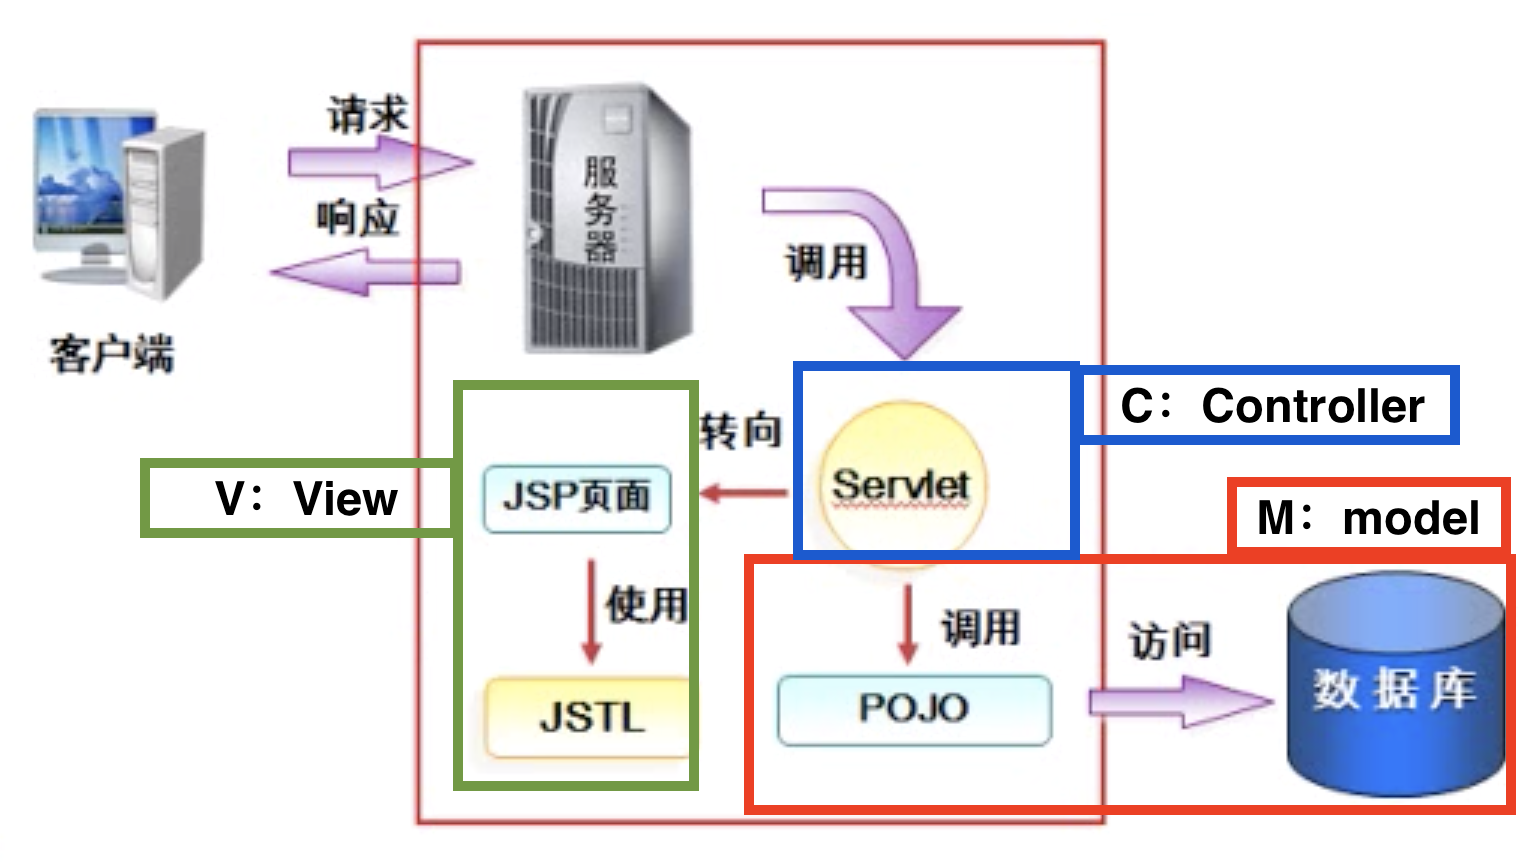 请求
服务器
响应
调用
客户端
转向
C：Controller
V：View
JSP页面
Servlet
M：model
使用
调用
访问
数据库
JSTL
POJO